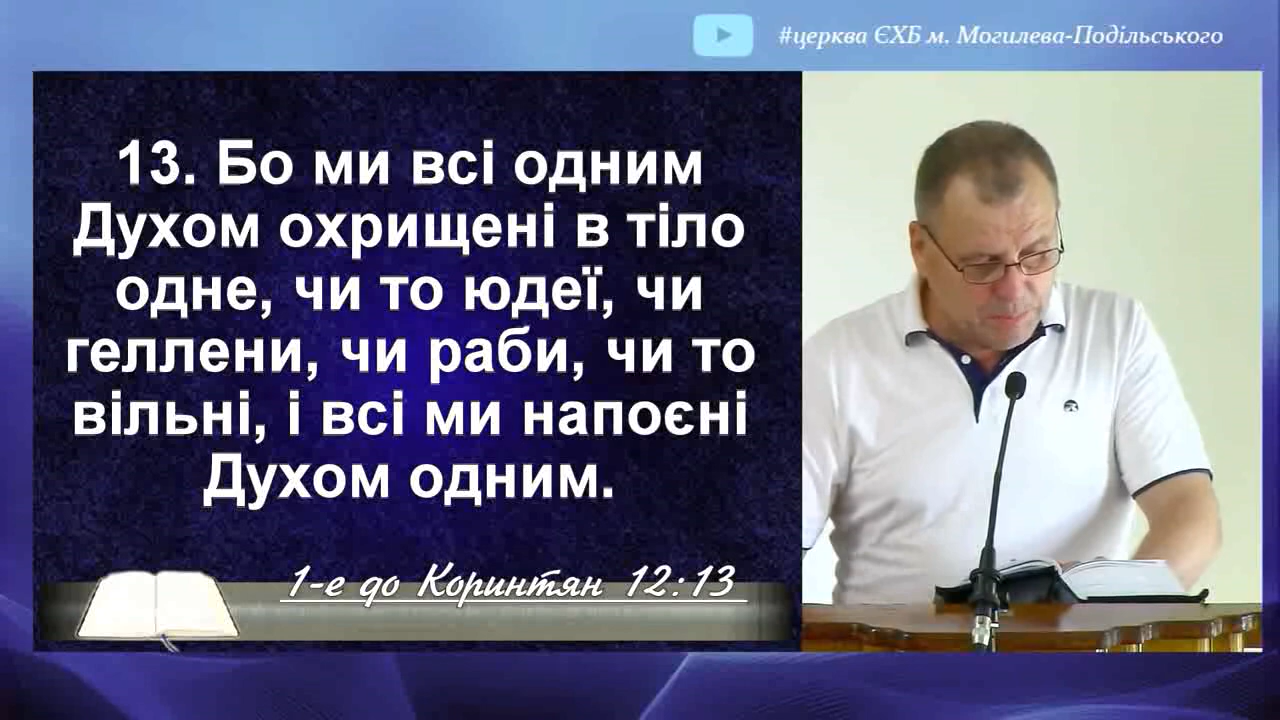 #церква ЄХБ м. Могилева-Подільського
13. Бо ми всі одним
Духом охрищені в тіло
одне, чи то юдеї, чи
геллени, чи раби, чи то
вільні, і всі ми напоєні
Духом одним.
1-е до Коринтян 12:13